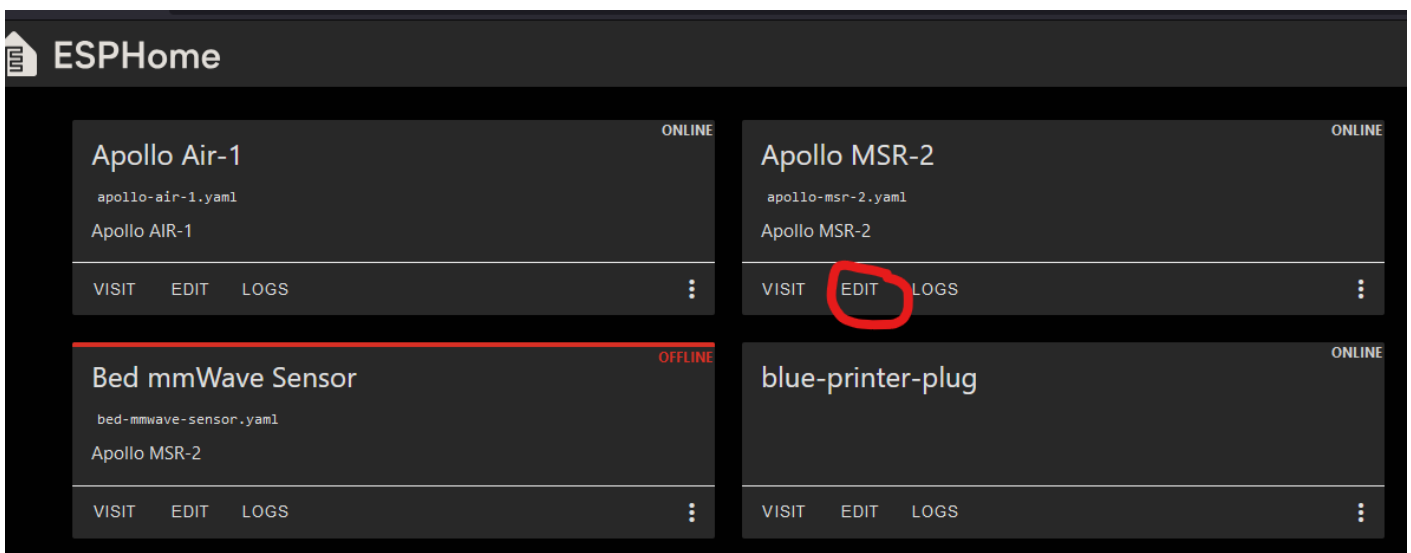 ESPHome
ONLINE
Apollo Air-1
apollo-air-1.yaml
Apollo AIR-1
VISIT EDIT LOGS
ONLINE
Apollo MSR-2
apollo-msr-2.yaml
Apollo MSR-2
VISIT EDIT LOGS
OFFLINE
Bed mmWave Sensor
bed-mmwave-sensor.yaml
Apollo MSR-2
VISIT EDIT LOGS
ONLINE
blue-printer-plug
VISIT EDIT LOGS